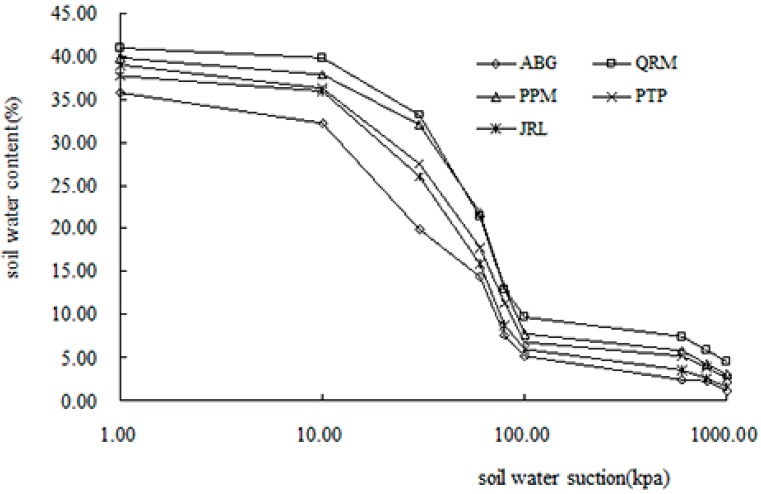 45.00
40.00
35.00
30.00
25.00
20.00
15.00
10.00
5.00
0.00
soil water content(%)
ABG QRM
PPM PTP
JRL
1.00 10.00 100.00 1000.00
soil water suction(kpa)